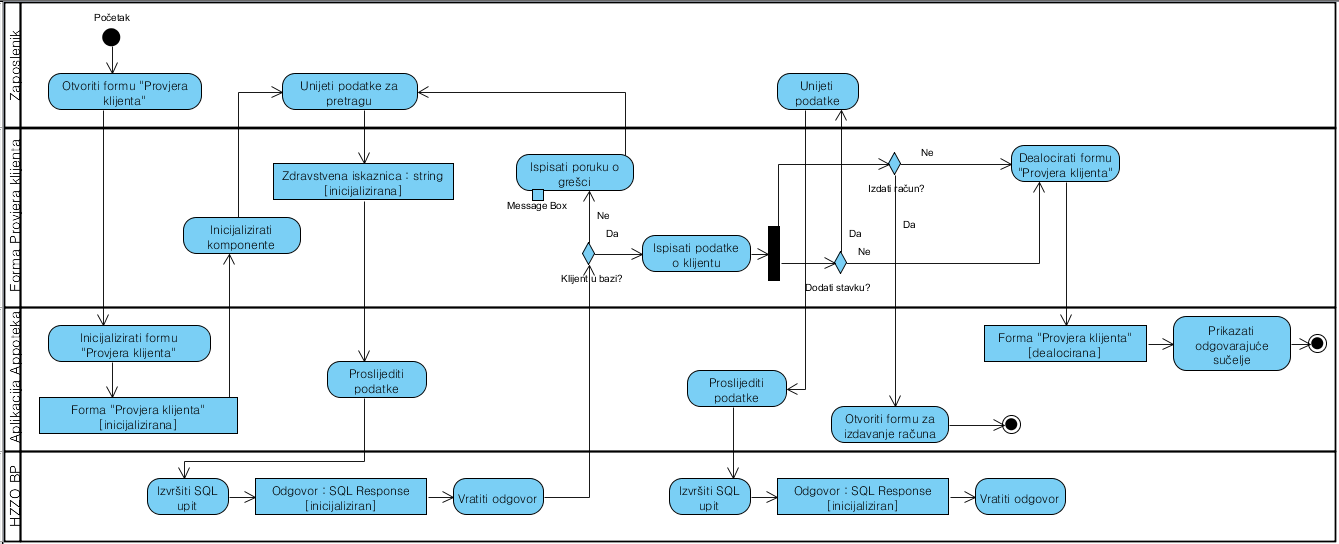 Zaposlenik
Početak
Otvoriti formu "Provjera
klijenta"
Unijeti podatke za
pretragu
Unijeti
podatke
Forma Provjera klijenta
Zdravstvena iskaznica : string
[inicijalizirana]
Inicijalizirati
komponente
Ispisati poruku o
grešci
Message Box
Ne
Da
Klijent u bazi?
Ispisati podatke
o klijentu
Izdati račun?
Ne
Da
Da
Ne
Dodati stavku?
Dealocirati formu
"Provjera klijenta"
Aplikacija Appoteka
Inicijalizirati formu
"Provjera klijenta"
Forma "Provjera klijenta"
[inicijalizirana]
Proslijediti
podatke
Proslijediti
podatke
Otvoriti formu za
izdavanje računa
Forma "Provjera klijenta"
[dealocirana]
Prikazati
odgovarajuće
sučelje
HZZO BP
Izvršiti SQL
upit
Odgovor : SQL Response
[inicijaliziran]
Vratiti odgovor
Izvršiti SQL
upit
Odgovor : SQL Response
[inicijaliziran]
Vratiti odgovor